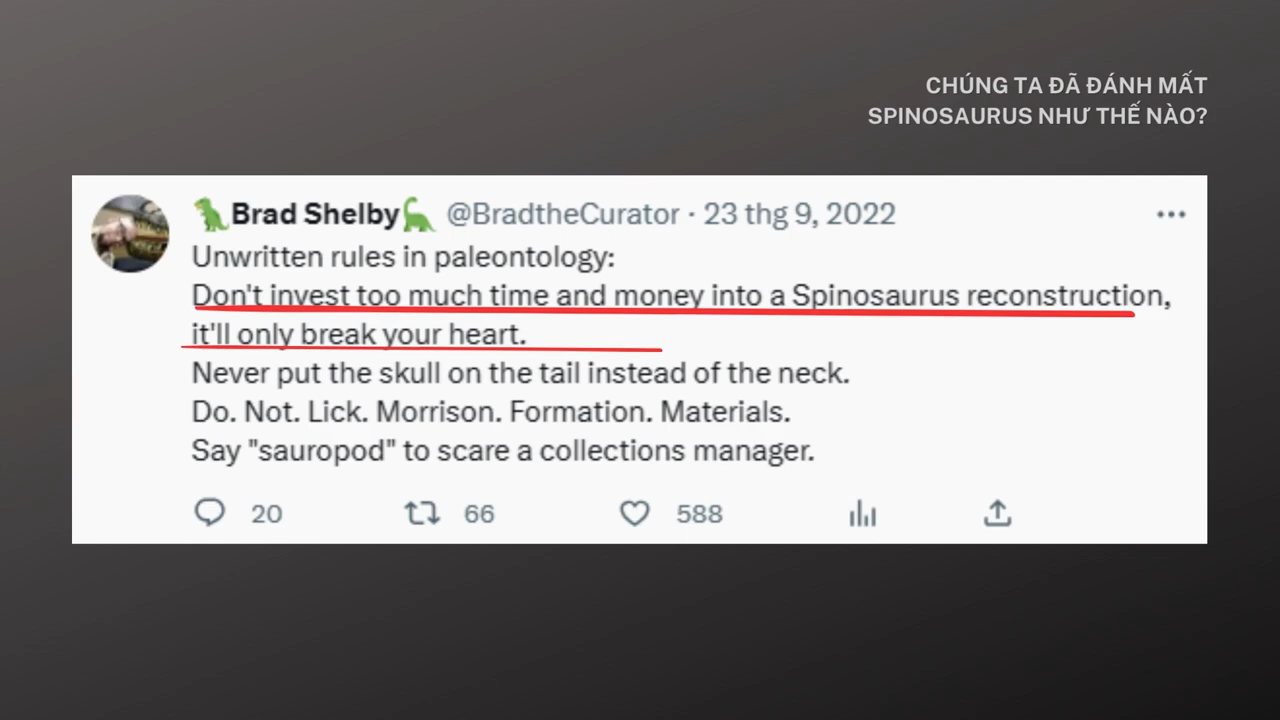 CHÚNG TA ĐÃ ĐÁNH MẤT
SPINOSAURUS NHƯ THẾ NÀO?
🦖Brad Shelby🦕 @BradtheCurator · 23 thg 9, 2022
Unwritten rules in paleontology:
Don't invest too much time and money into a Spinosaurus reconstruction,
it'll only break your heart.
Never put the skull on the tail instead of the neck.
Do. Not. Lick. Morrison. Formation. Materials.
Say "sauropod" to scare a collections manager.
20 66 588